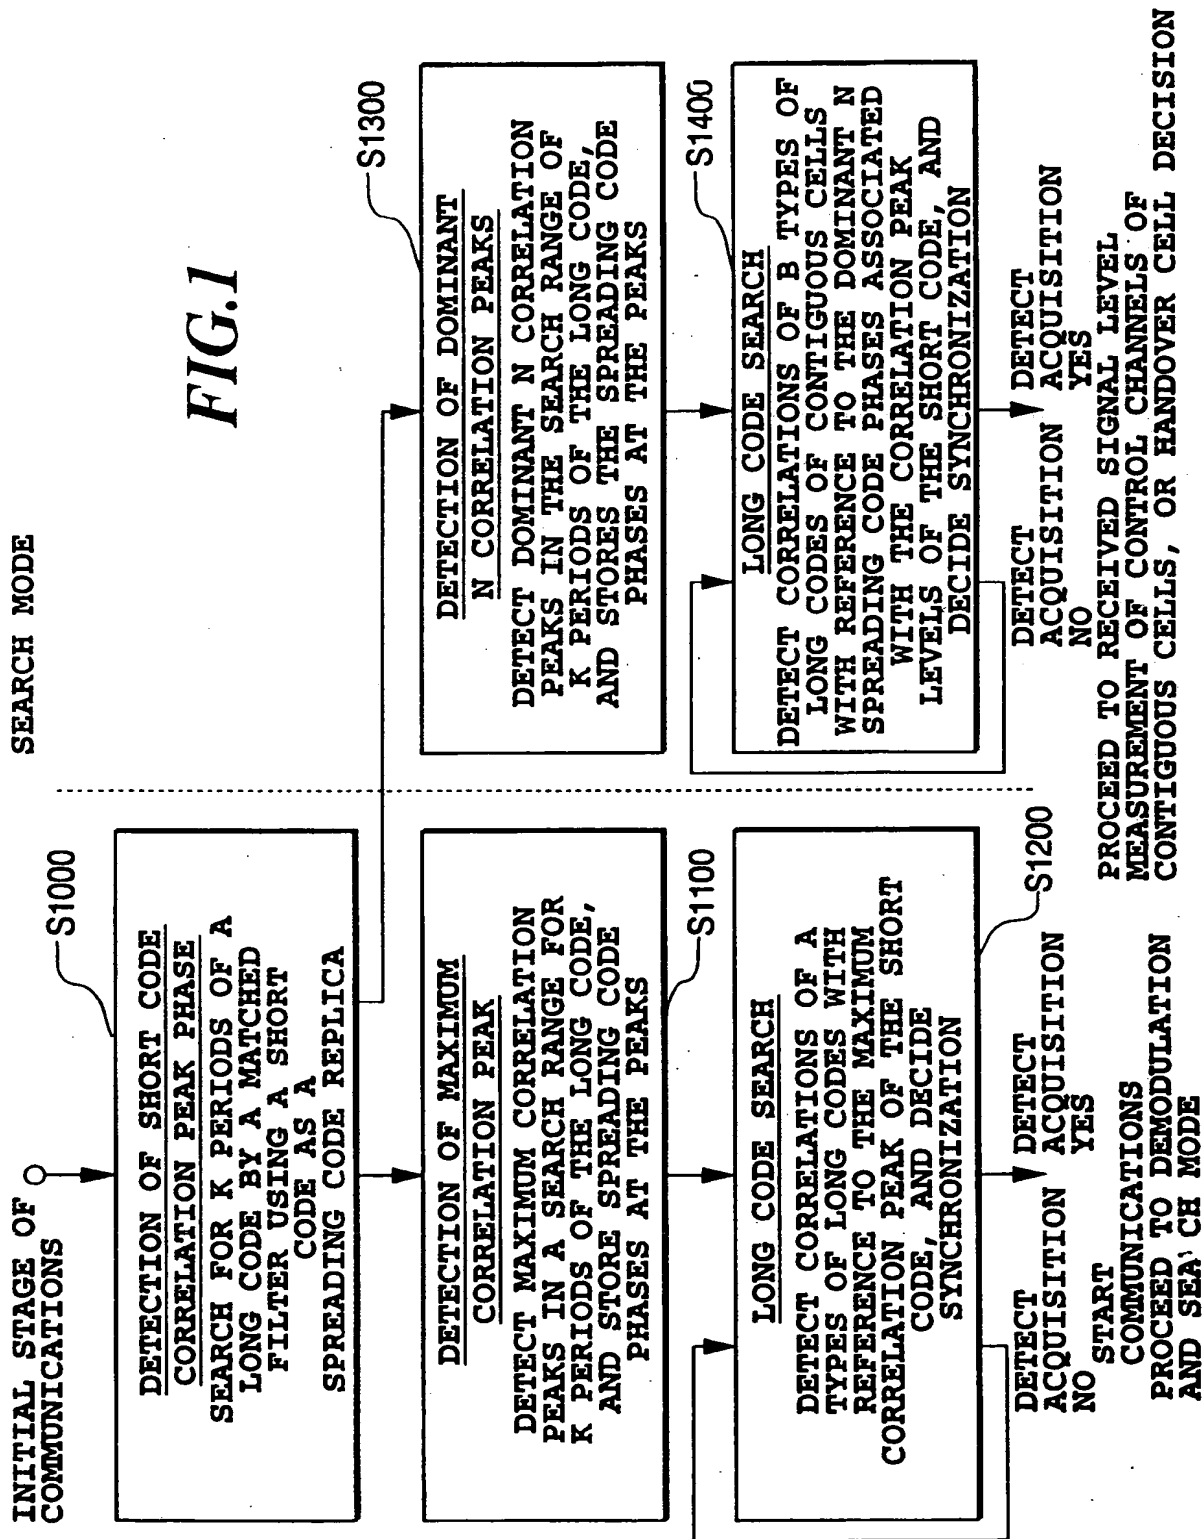 FIG.1
INITIAL STAGE OF
COMMUNICATIONS
SEARCH MODE
S1000
DETECTION OF SHORT CODE
CORRELATION PEAK PHASE
SEARCH FOR K PERIODS OF A
LONG CODE BY A MATCHED
FILTER USING A SHORT
CODE AS A
SPREADING CODE REPLICA
DETECTION OF MAXIMUM
CORRELATION PEAK
DETECT MAXIMUM CORRELATION
PEAKS IN A SEARCH RANGE FOR
K PERIODS OF THE LONG CODE,
AND STORE SPREADING CODE
PHASES AT THE PEAKS
S1100
LONG CODE SEARCH
DETECT CORRELATIONS OF A
TYPES OF LONG CODES WITH
REFERENCE TO THE MAXIMUM
CORRELATION PEAK OF THE SHORT
CODE, AND DECIDE
SYNCHRONIZATION
S1200
DETECT
ACQUISITION
NO
DETECT
ACQUISITION
YES
START
COMMUNICATIONS
PROCEED TO DEMODULATION
AND SEA CH MODE
S1300
DETECTION OF DOMINANT
N CORRELATION PEAKS
DETECT DOMINANT N CORRELATION
PEAKS IN THE SEARCH RANGE OF
K PERIODS OF THE LONG CODE,
AND STORES THE SPREADING CODE
PHASES AT THE PEAKS
S1400
LONG CODE SEARCH
DETECT CORRELATIONS OF B TYPES OF
LONG CODES OF CONTIGUOUS CELLS
WITH REFERENCE TO THE DOMINANT N
SPREADING CODE PHASES ASSOCIATED
WITH THE CORRELATION PEAK
LEVELS OF THE SHORT CODE, AND
DECIDE SYNCHRONIZATION
DETECT
ACQUISITION
NO
DETECT
ACQUISITION
YES
PROCEED TO RECEIVED SIGNAL LEVEL
MEASUREMENT OF CONTROL CHANNELS OF
CONTIGUOUS CELLS, OR HANDOVER CELL DECISION